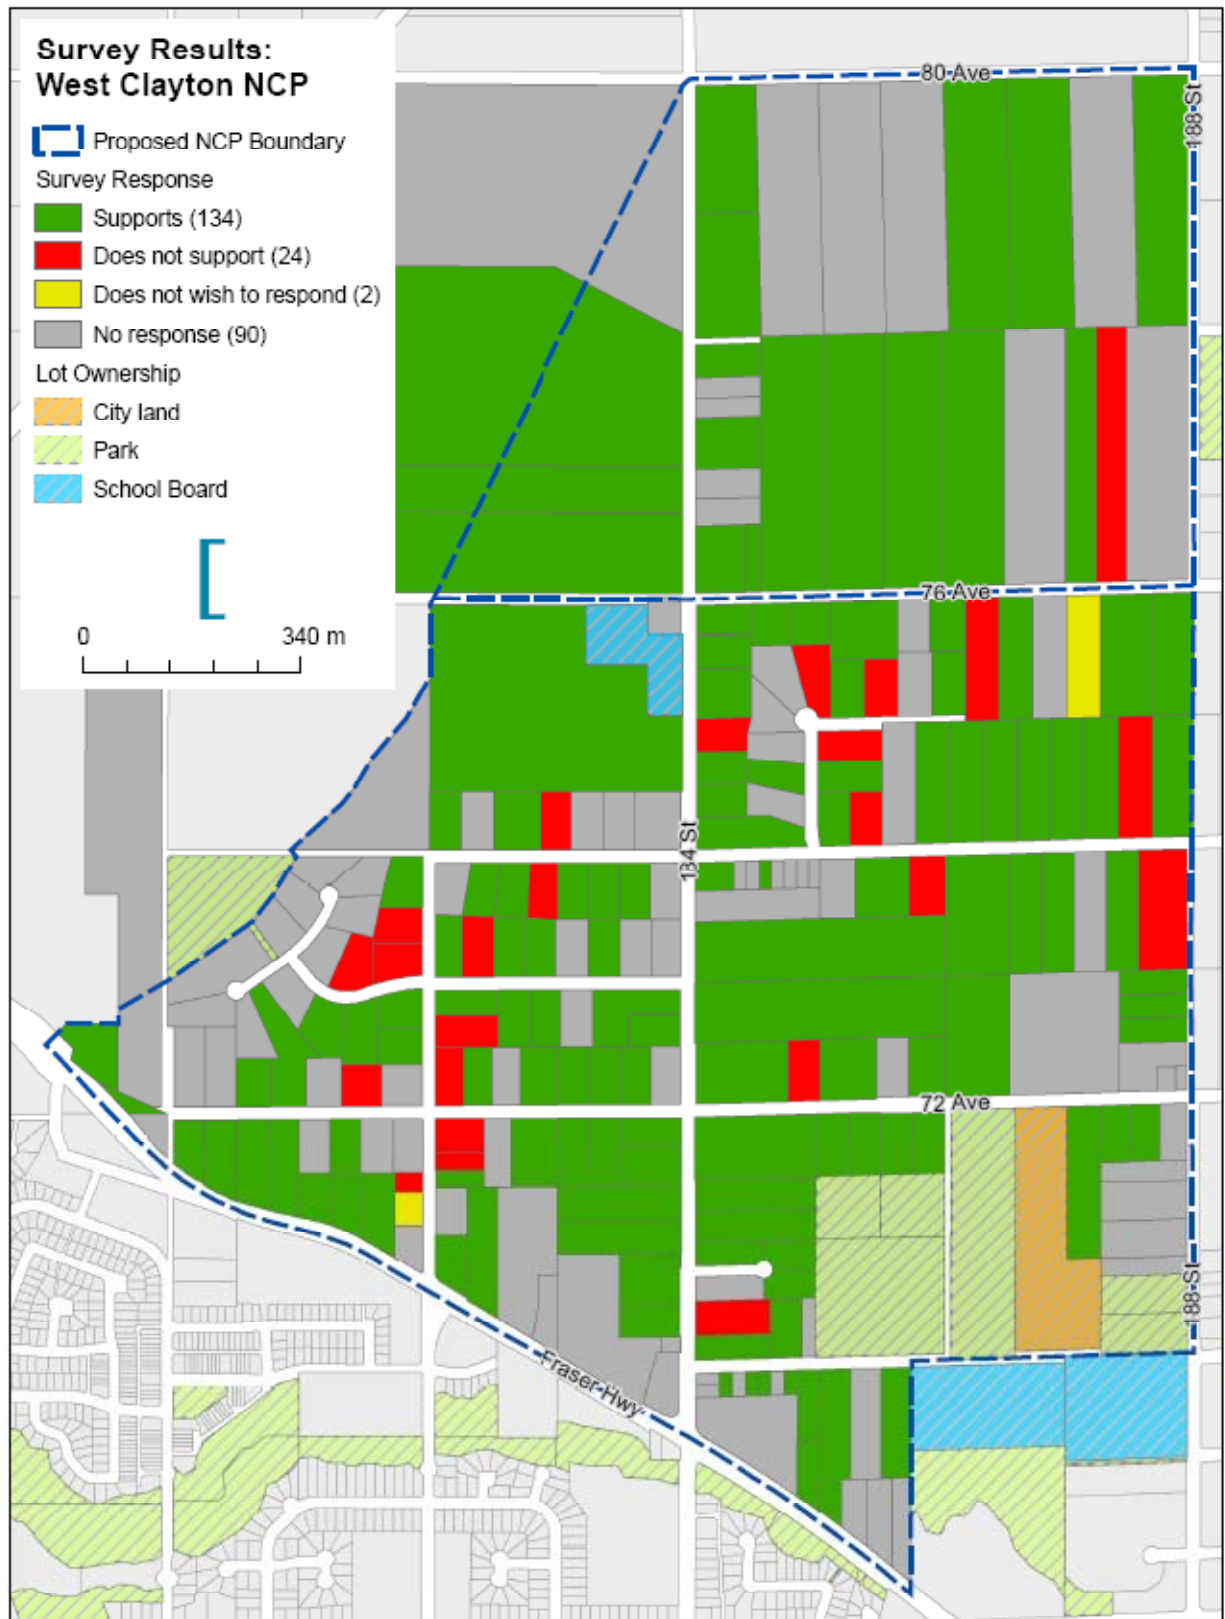 Survey Results:
West Clayton NCP
Proposed NCP Boundary
Survey Response
Supports (134)
Does not support (24)
Does not wish to respond (2)
No response (90)
Lot Ownership
City land
Park
School Board
0 340 m
80 Ave
188 St
76 Ave
184 St
72 Ave
188 St
Fraser Hwy